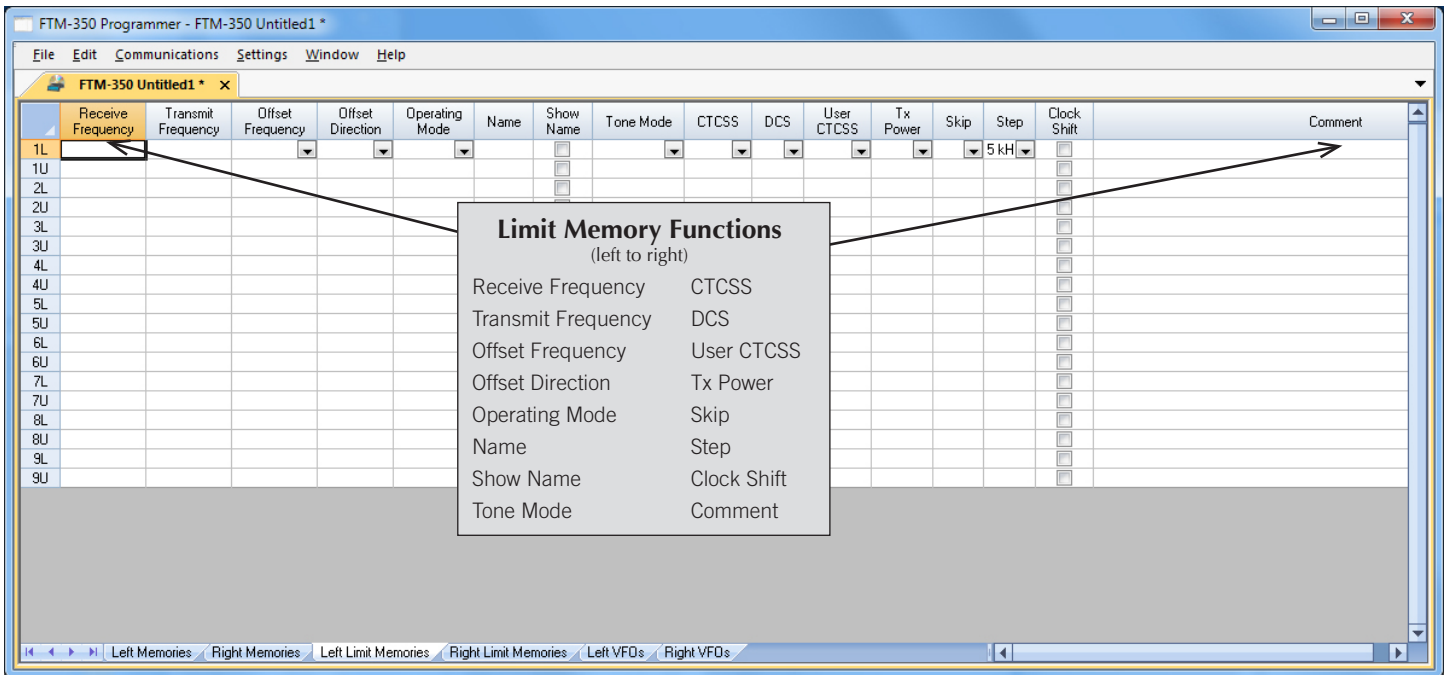 FTM-350 Programmer - FTM-350 Untitled1 *
File Edit Communications Settings Window Help
FTM-350 Untitled1 * x
Receive Frequency Transmit Frequency Offset Frequency Offset Direction Operating Mode Name Show Name Tone Mode CTCSS DCS User CTCSS Tx Power Skip Step Clock Shift Comment
1L 5 kH
1U
2L
2U
3L
3U
4L
4U
5L
5U
6L
6U
7L
7U
8L
8U
9L
9U
Limit Memory Functions
(left to right)
Receive Frequency CTCSS
Transmit Frequency DCS
Offset Frequency User CTCSS
Offset Direction Tx Power
Operating Mode Skip
Name Step
Show Name Clock Shift
Tone Mode Comment
Left Memories Right Memories Left Limit Memories Right Limit Memories Left VFOs Right VFOs